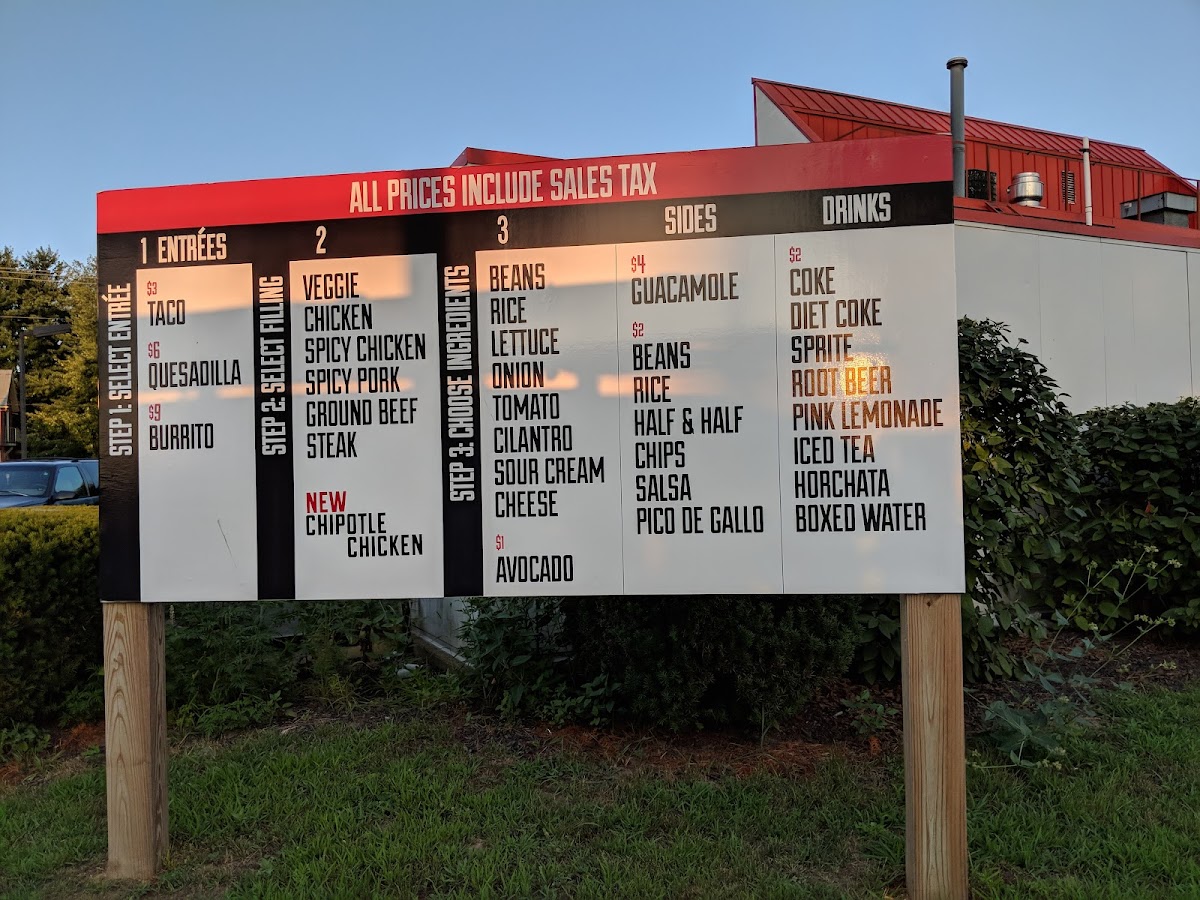 ALL PRICES INCLUDE SALES TAX
STEP 1: SELECT ENTRÉE
1 ENTRÉES
$3
TACO
$6
QUESADILLA
$9
BURRITO
STEP 2: SELECT FILLING
2
VEGGIE
CHICKEN
SPICY CHICKEN
SPICY PORK
GROUND BEEF
STEAK
NEW
CHIPOTLE
CHICKEN
STEP 3: CHOOSE INGREDIENTS
3
BEANS
RICE
LETTUCE
ONION
TOMATO
CILANTRO
SOUR CREAM
CHEESE
$1
AVOCADO
SIDES
$4
GUACAMOLE
$2
BEANS
RICE
HALF & HALF
CHIPS
SALSA
PICO DE GALLO
DRINKS
$2
COKE
DIET COKE
SPRITE
ROOT BEER
PINK LEMONADE
ICED TEA
HORCHATA
BOXED WATER